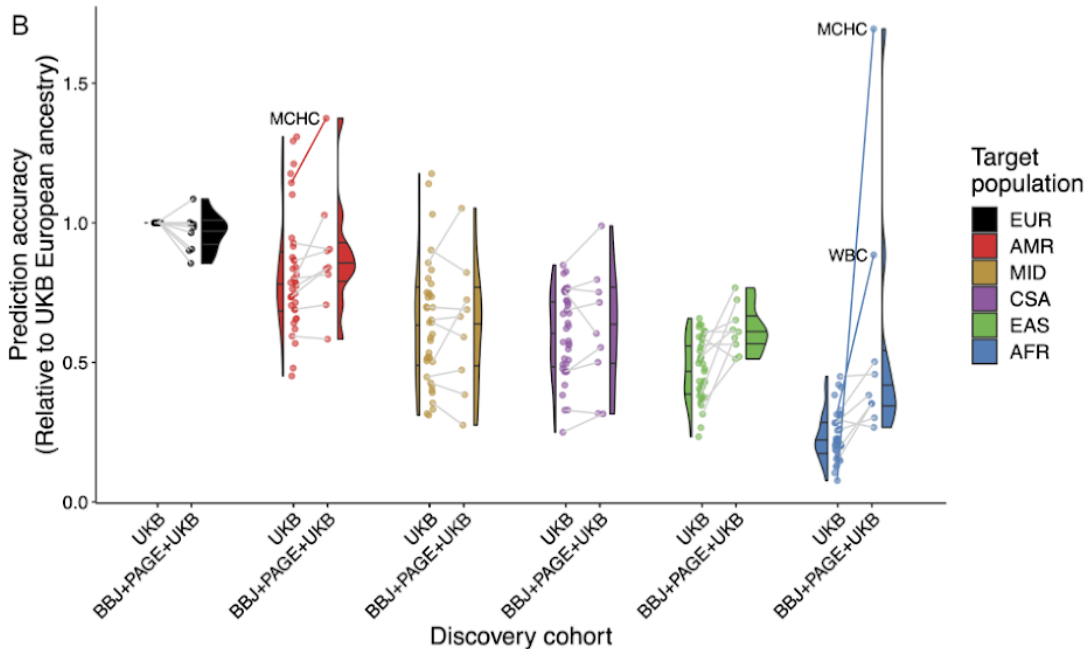 B
Prediction accuracy
(Relative to UKB European ancestry)
1.5
1.0
0.5
0.0
MCHC
MCHC
WBC
UKB
BBJ+PAGE+UKB
UKB
BBJ+PAGE+UKB
UKB
BBJ+PAGE+UKB
UKB
BBJ+PAGE+UKB
UKB
BBJ+PAGE+UKB
UKB
BBJ+PAGE+UKB
Discovery cohort
Target
population
EUR
AMR
MID
CSA
EAS
AFR